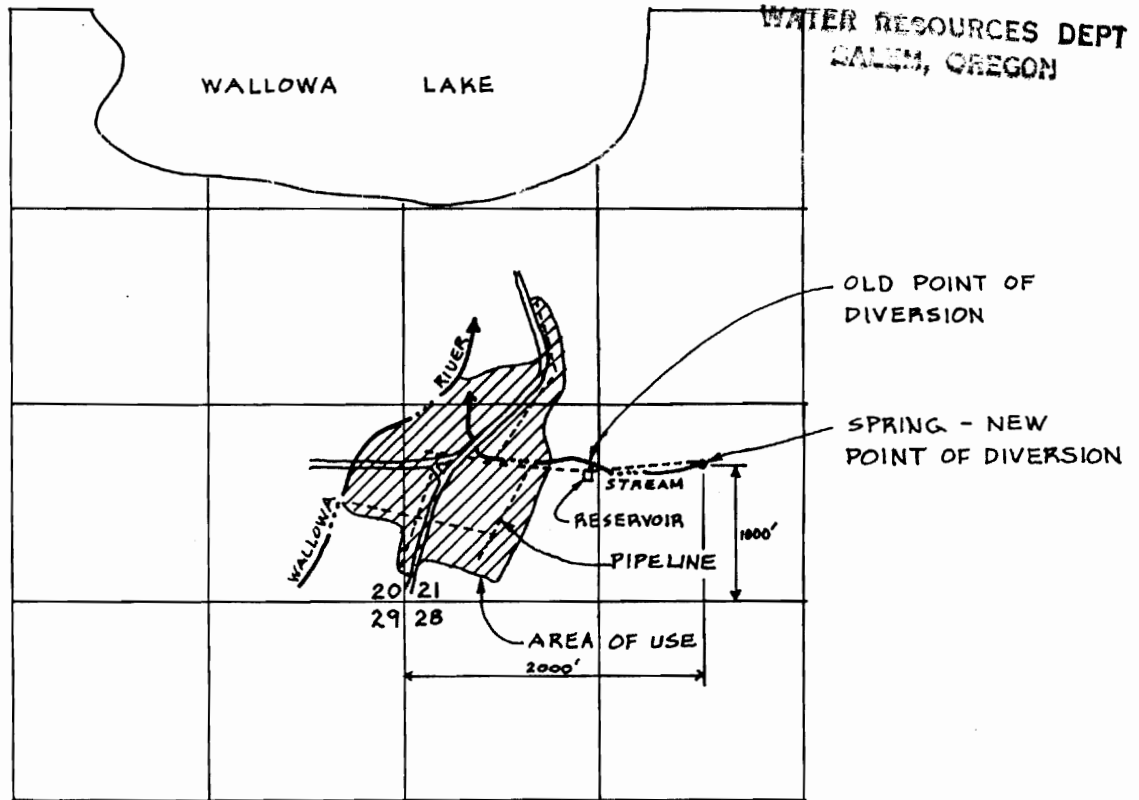 WATER RESOURCES DEPT
SALEM, OREGON
WALLOWA LAKE
OLD POINT OF
DIVERSION
RIVER
SPRING - NEW
POINT OF DIVERSION
STREAM
RESERVOIR
1000'
WALLOWA
PIPELINE
20 21
29 28
AREA OF USE
2000'